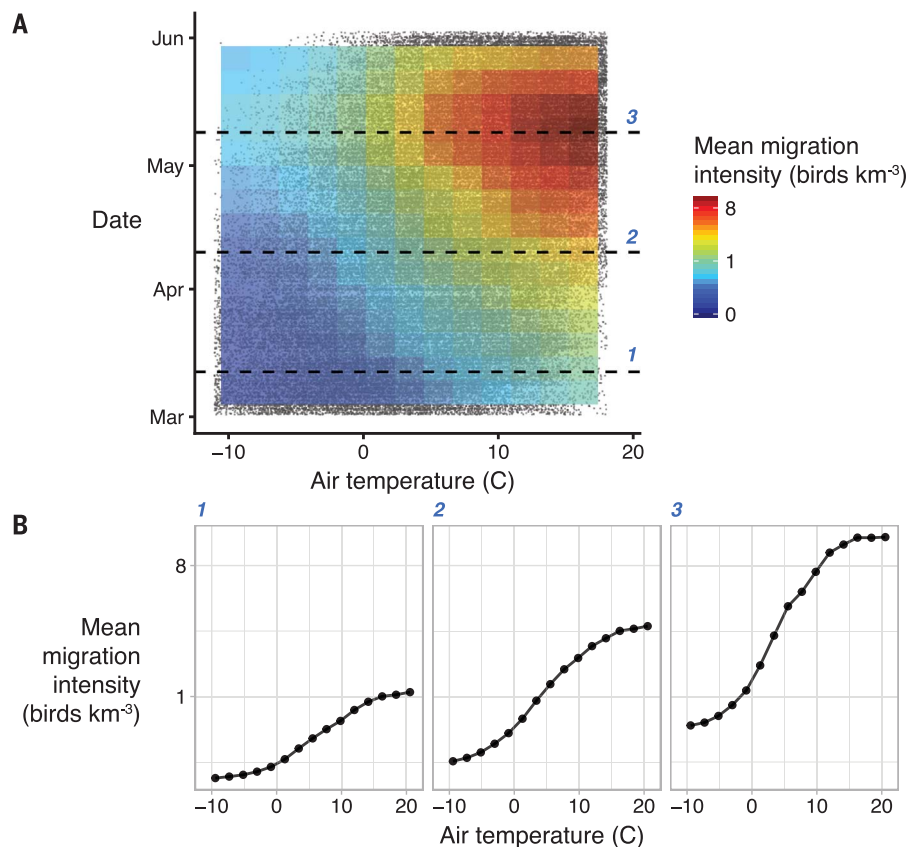 A
Jun
May
Date
Apr
Mar
3
2
1
−10
0
10
20
Air temperature (C)
Mean migration
intensity (birds km-3)
8
1
0
B
1
2
3
8
1
Mean
migration
intensity
(birds km-3)
−10 0 10 20 −10 0 10 20 −10 0 10 20
Air temperature (C)